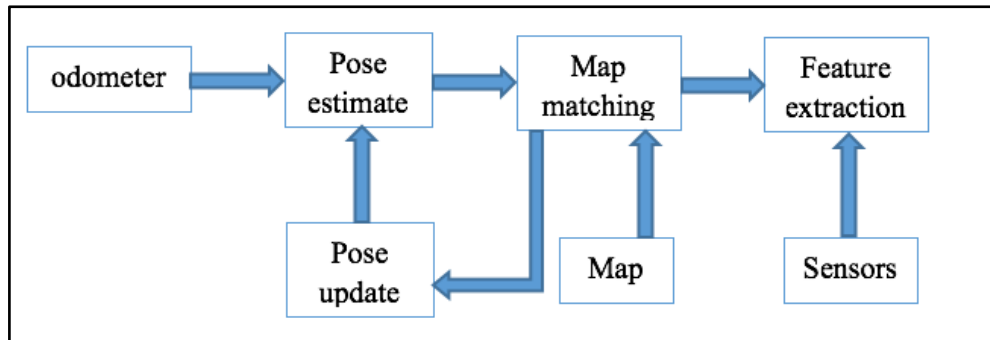 odometer
Pose
estimate
Map
matching
Feature
extraction
Pose
update
Map
Sensors